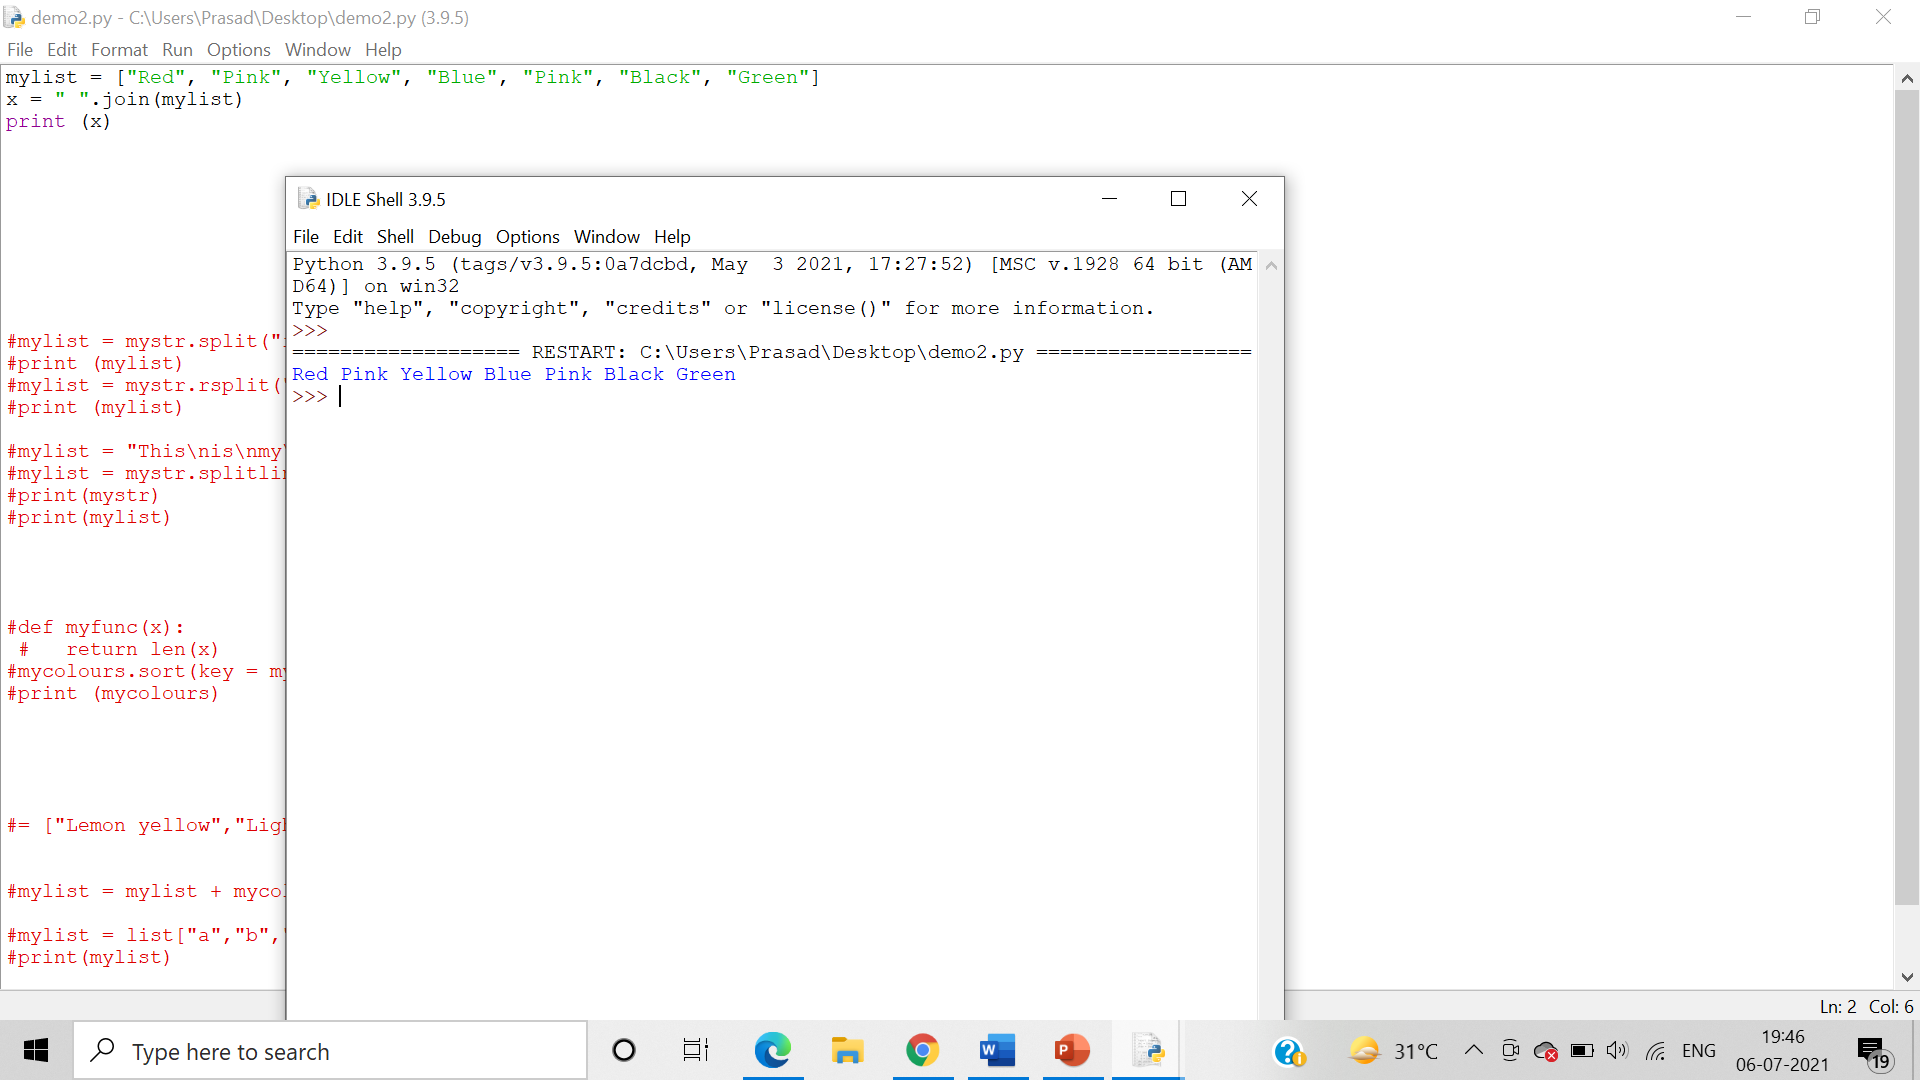 demo2.py - C:\Users\Prasad\Desktop\demo2.py (3.9.5)
File Edit Format Run Options Window Help
mylist = ["Red", "Pink", "Yellow", "Blue", "Pink", "Black", "Green"]
x = " ".join(mylist)
print (x)
IDLE Shell 3.9.5
File Edit Shell Debug Options Window Help
Python 3.9.5 (tags/v3.9.5:0a7dcbd, May  3 2021, 17:27:52) [MSC v.1928 64 bit (AM
D64)] on win32
Type "help", "copyright", "credits" or "license()" for more information.
>>>
=================== RESTART: C:\Users\Prasad\Desktop\demo2.py ==================
Red Pink Yellow Blue Pink Black Green
>>>
#mylist = mystr.split("
#print (mylist)
#mylist = mystr.rsplit(
#print (mylist)
#mylist = "This\nis\nmy\
#mylist = mystr.splitli
#print(mystr)
#print(mylist)
#def myfunc(x):
#   return len(x)
#mycolours.sort(key = my
#print (mycolours)
#= ["Lemon yellow","Lig
#mylist = mylist + myco
#mylist = list["a","b",
#print(mylist)
Ln: 2 Col: 6
Type here to search
31°C
ENG
19:46
06-07-2021
19